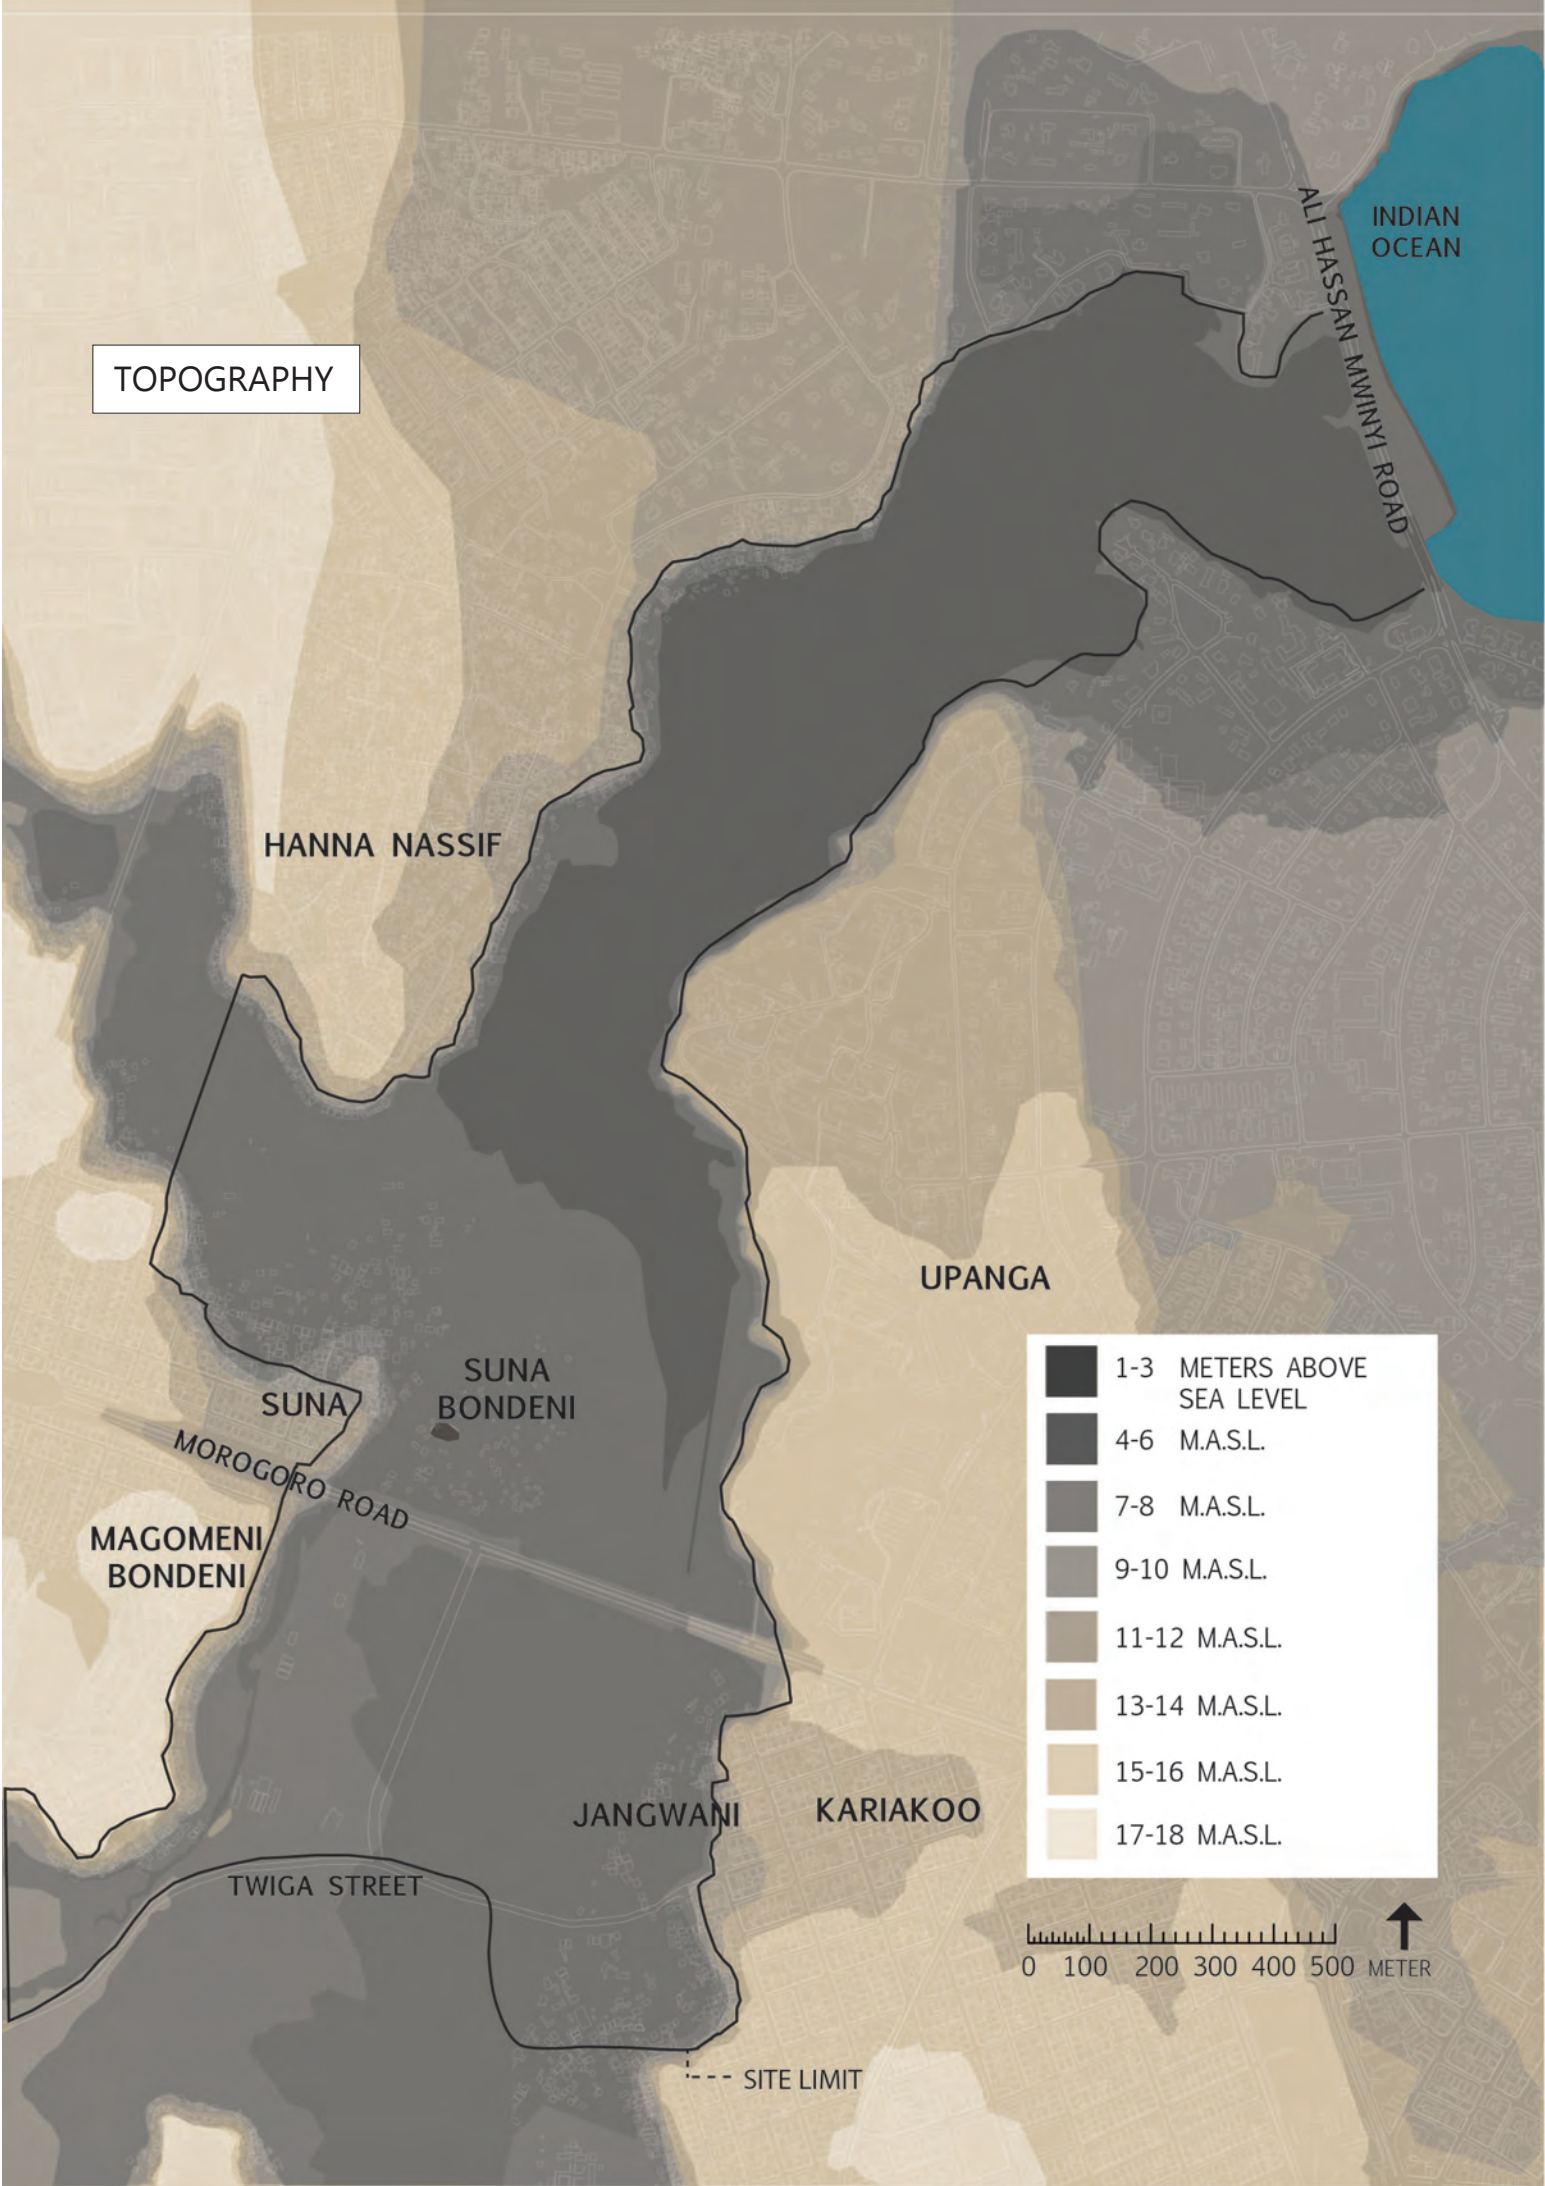 INDIAN
OCEAN
ALI HASSAN MWINYI ROAD
TOPOGRAPHY
HANNA NASSIF
UPANGA
SUNA
BONDENI
SUNA
MOROGORO ROAD
MAGOMENI
BONDENI
JANGWANI
KARIAKOO
TWIGA STREET
SITE LIMIT
1-3 METERS ABOVE
SEA LEVEL
4-6 M.A.S.L.
7-8 M.A.S.L.
9-10 M.A.S.L.
11-12 M.A.S.L.
13-14 M.A.S.L.
15-16 M.A.S.L.
17-18 M.A.S.L.
0 100 200 300 400 500 METER